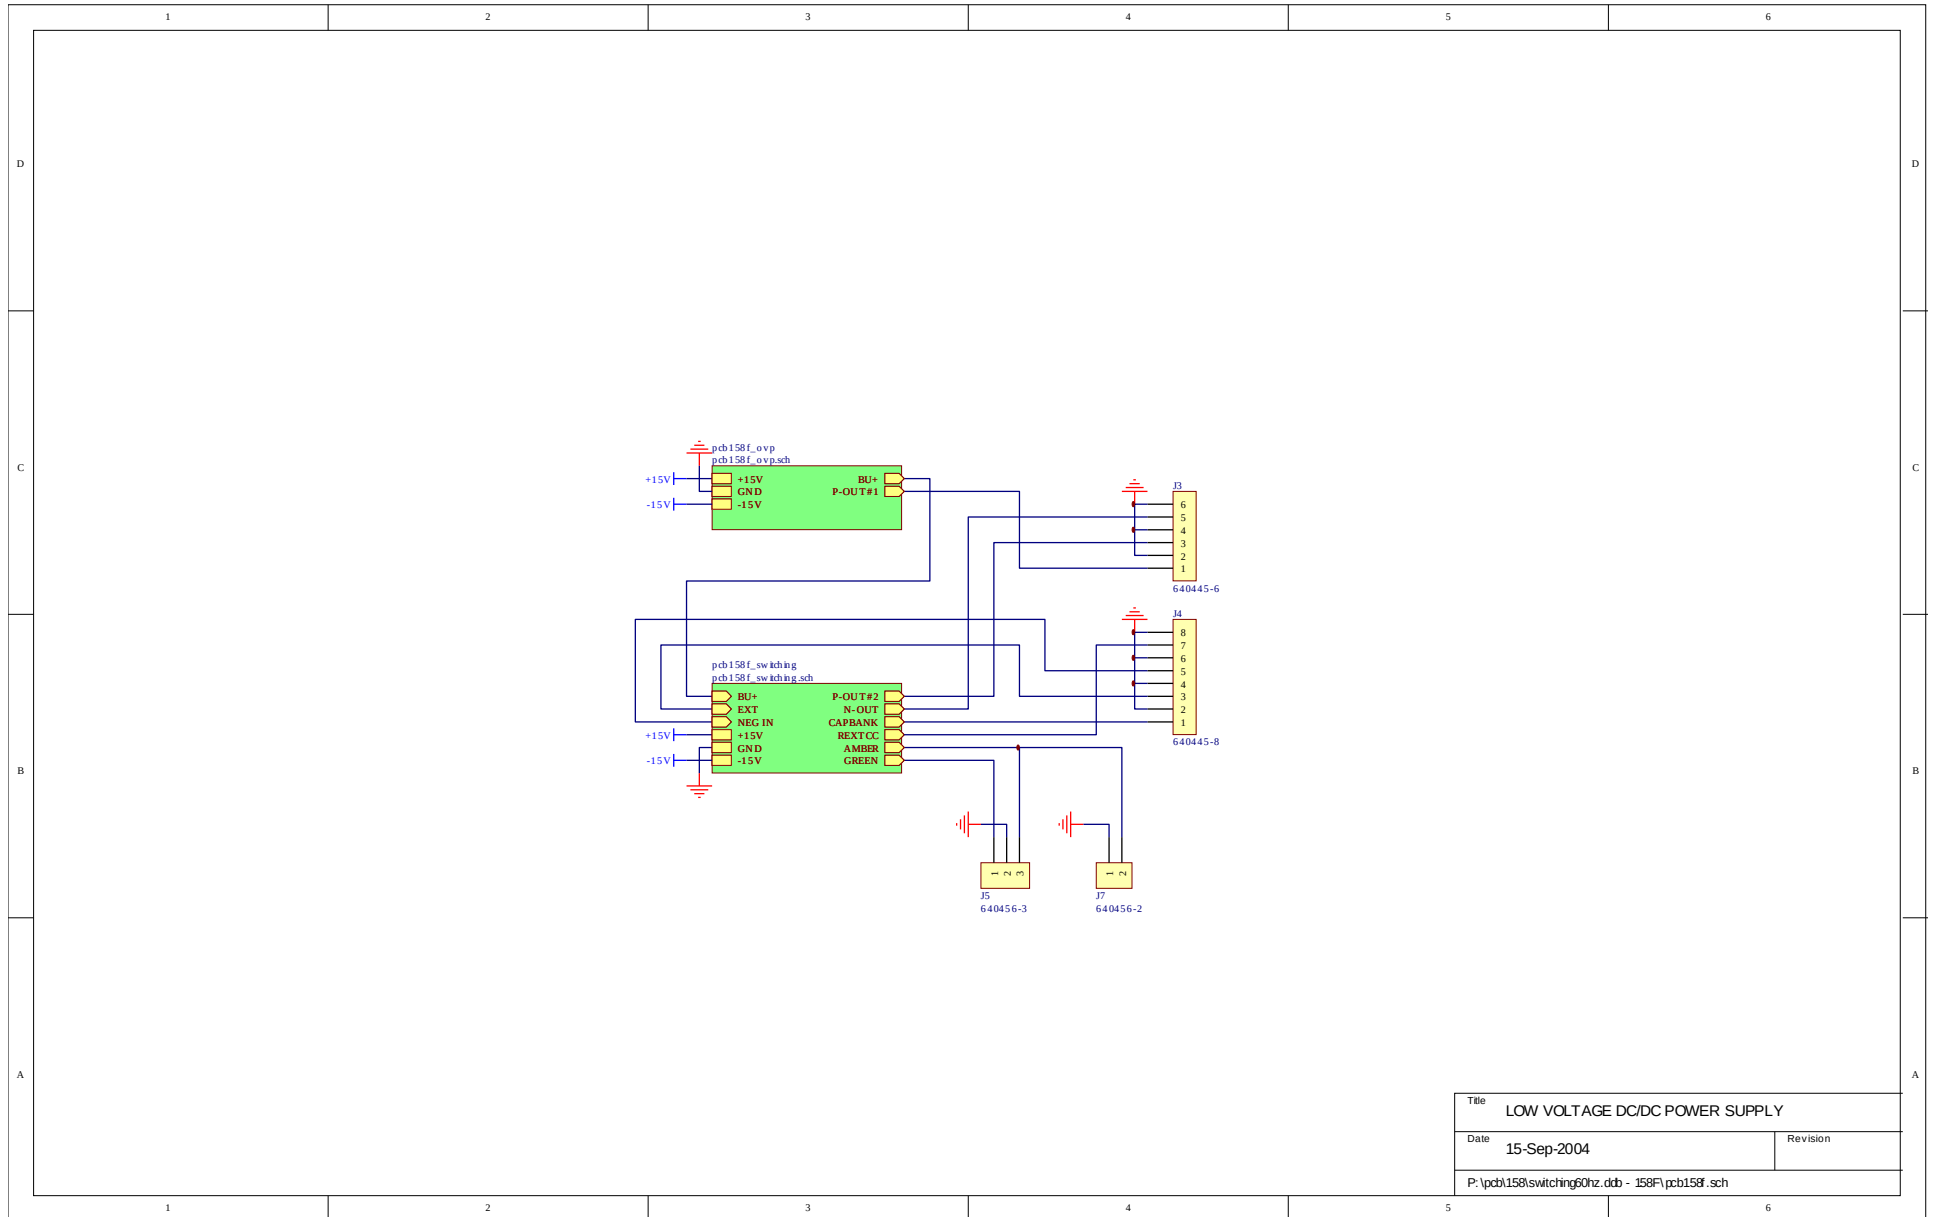 1 2 3 4 5 6
D D
C C
B B
A A
pcb158f_ovp
pcb158f_ovp.sch
+15V +15V BU+
GND P-OUT#1
-15V -15V
J3
6
5
4
3
2
1
640445-6
J4
8
7
6
5
4
3
2
1
640445-8
pcb158f_switching
pcb158f_switching.sch
BU+ P-OUT#2
EXT N-OUT
NEG IN CAPBANK
+15V +15V REXTCC
GND AMBER
-15V -15V GREEN
1 2 3
J5
640456-3
1 2
J7
640456-2
Title LOW VOLTAGE DC/DC POWER SUPPLY
Date 15-Sep-2004 Revision
P:\pcb\158\switching60hz.ddb - 158F\pcb158f.sch
1 2 3 4 5 6